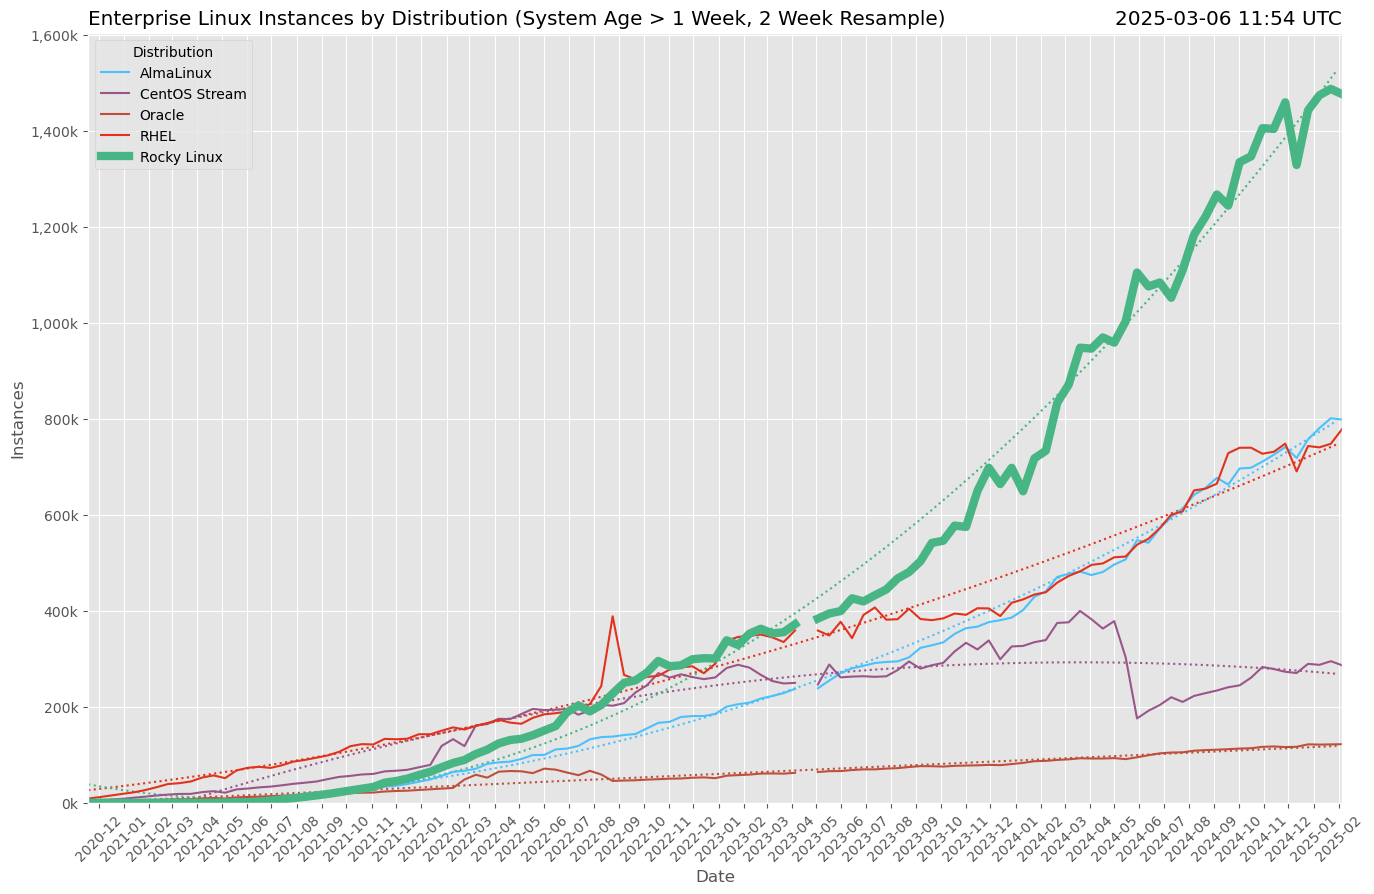 Enterprise Linux Instances by Distribution (System Age > 1 Week, 2 Week Resample)
2025-03-06 11:54 UTC
Distribution
AlmaLinux
CentOS Stream
Oracle
RHEL
Rocky Linux
1,600k
1,400k
1,200k
1,000k
800k
600k
400k
200k
0k
Instances
2020-12
2021-01
2021-02
2021-03
2021-04
2021-05
2021-06
2021-07
2021-08
2021-09
2021-10
2021-11
2022-01
2022-02
2022-03
2022-04
2022-05
2022-06
2022-07
2022-08
2022-09
2022-10
2022-11
2022-12
2023-01
2023-02
2023-03
2023-04
2023-05
2023-06
2023-07
2023-08
2023-09
2023-10
2023-11
2023-12
2024-01
2024-02
2024-03
2024-04
2024-05
2024-06
2024-07
2024-08
2024-09
2024-10
2024-11
2024-12
2025-01
2025-02
Date